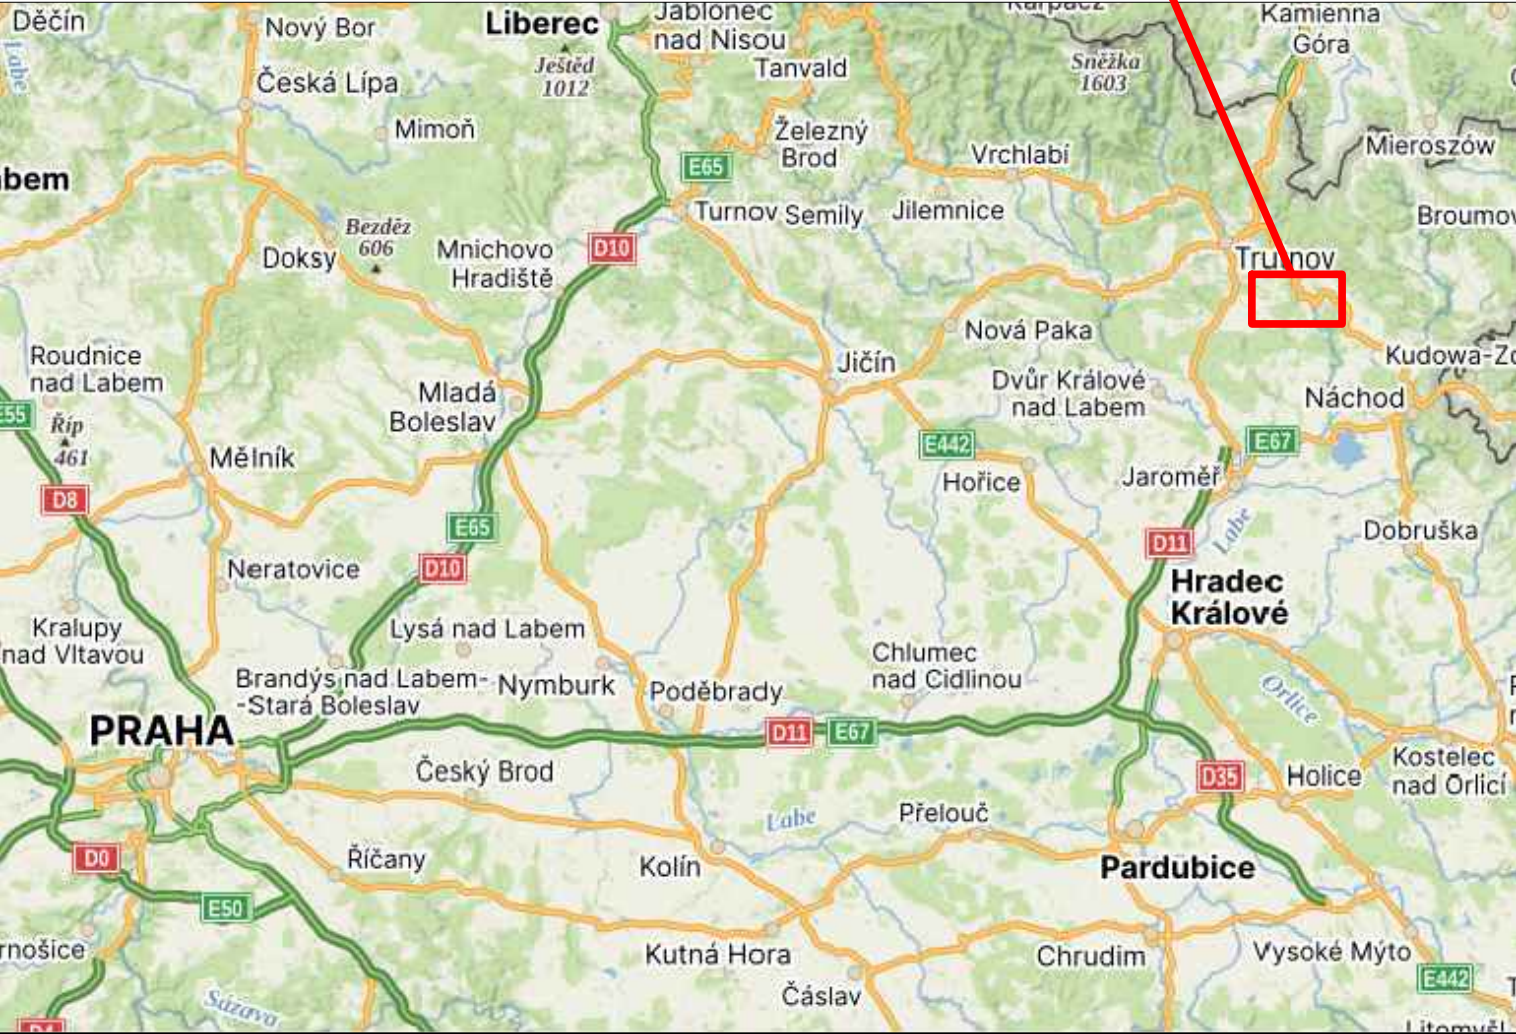 Děčín
Nový Bor
Liberec
Jablonec
nad Nisou
Karpacz
Kamienna
Góra
Labe
Ještěd
1012
Tanvald
Sněžka
1603
Česká Lípa
Mimoň
Železný
Brod
Vrchlabí
Mieroszów
E65
abem
Turnov
Semily
Jilemnice
Broumov
Bezděz
606
Doksy
Mnichovo
Hradiště
D10
Trutnov
Nová Paka
Roudnice
nad Labem
Jičín
Kudowa-Zd
Mladá
Boleslav
Dvůr Králové
nad Labem
Náchod
E55
Říp
461
Mělník
E442
E67
Hořice
Jaroměř
D8
E65
D10
Labe
Dobruška
D11
Neratovice
Hradec
Králové
Kralupy
nad Vltavou
Lysá nad Labem
Chlumec
nad Cidlinou
Brandýs nad Labem-
-Stará Boleslav
Nymburk
Poděbrady
Orlice
PRAHA
D11
E67
Český Brod
D35
Holice
Kostelec
nad Orlicí
Přelouč
Labe
D0
Říčany
Kolín
Pardubice
E50
rnošice
Kutná Hora
Chrudim
Vysoké Mýto
E442
Čáslav
Sázava
Litomyšl